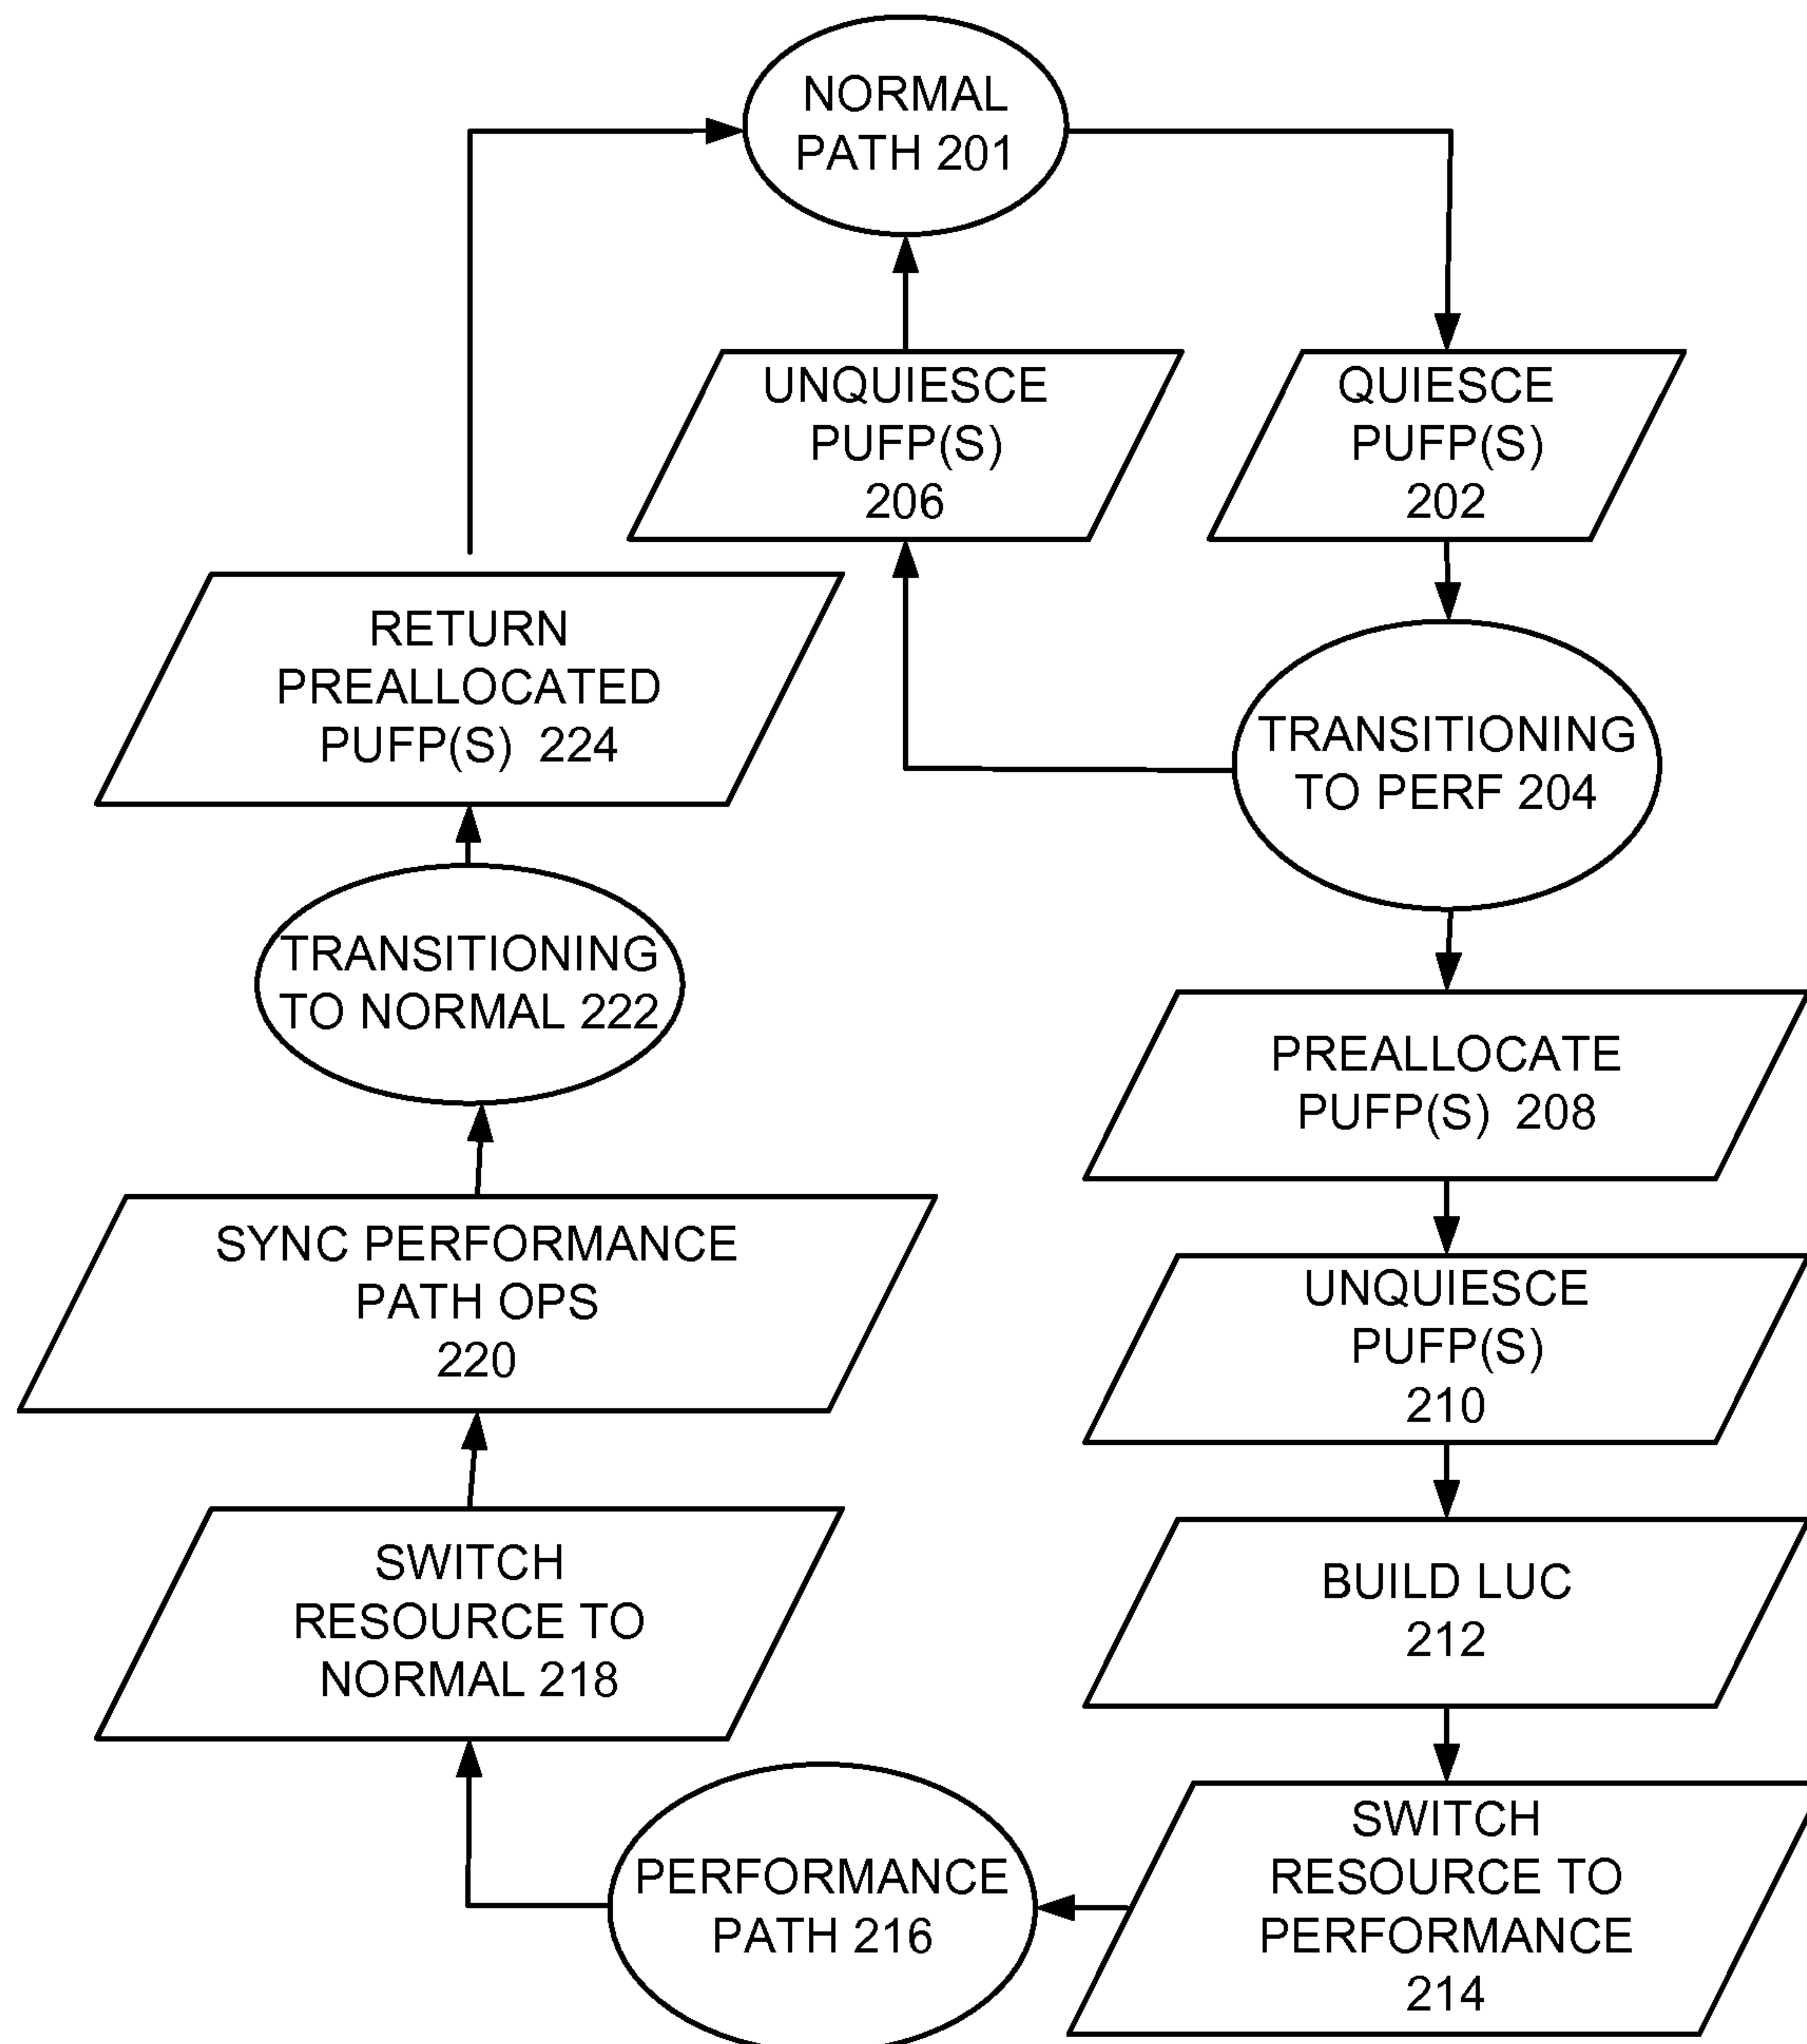 NORMAL
PATH 201
UNQUIESCE
PUFP(S)
206
QUIESCE
PUFP(S)
202
RETURN
PREALLOCATED
PUFP(S) 224
TRANSITIONING
TO PERF 204
TRANSITIONING
TO NORMAL 222
PREALLOCATE
PUFP(S) 208
SYNC PERFORMANCE
PATH OPS
220
UNQUIESCE
PUFP(S)
210
SWITCH
RESOURCE TO
NORMAL 218
BUILD LUC
212
PERFORMANCE
PATH 216
SWITCH
RESOURCE TO
PERFORMANCE
214